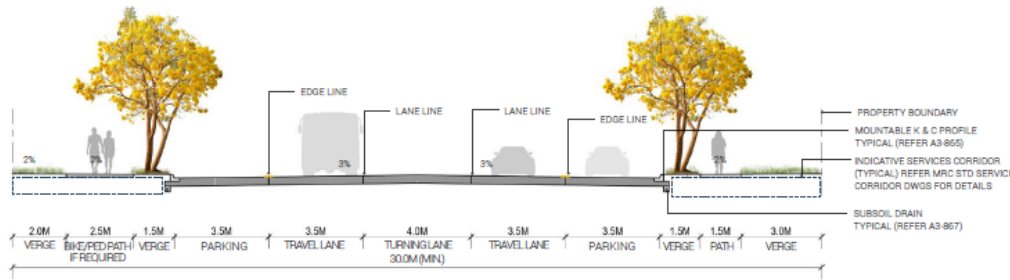 EDGE LINE
LANE LINE
LANE LINE
EDGE LINE
PROPERTY BOUNDARY
MOUNTABLE K & C PROFILE
TYPICAL (REFER A3-865)
INDICATIVE SERVICES CORRIDOR
(TYPICAL) REFER MRC STD SERVICE
CORRIDOR DWGS FOR DETAILS
SUBSOIL DRAIN
TYPICAL (REFER A3-867)
2%
2%
3%
3%
2%
2.0M
VERGE
2.5M
BIKE/PED PATH
IF REQUIRED
1.5M
VERGE
3.5M
PARKING
3.5M
TRAVEL LANE
4.0M
TURNING LANE
3.5M
TRAVEL LANE
3.5M
PARKING
1.5M
VERGE
1.5M
PATH
3.0M
VERGE
30.0M (MIN.)